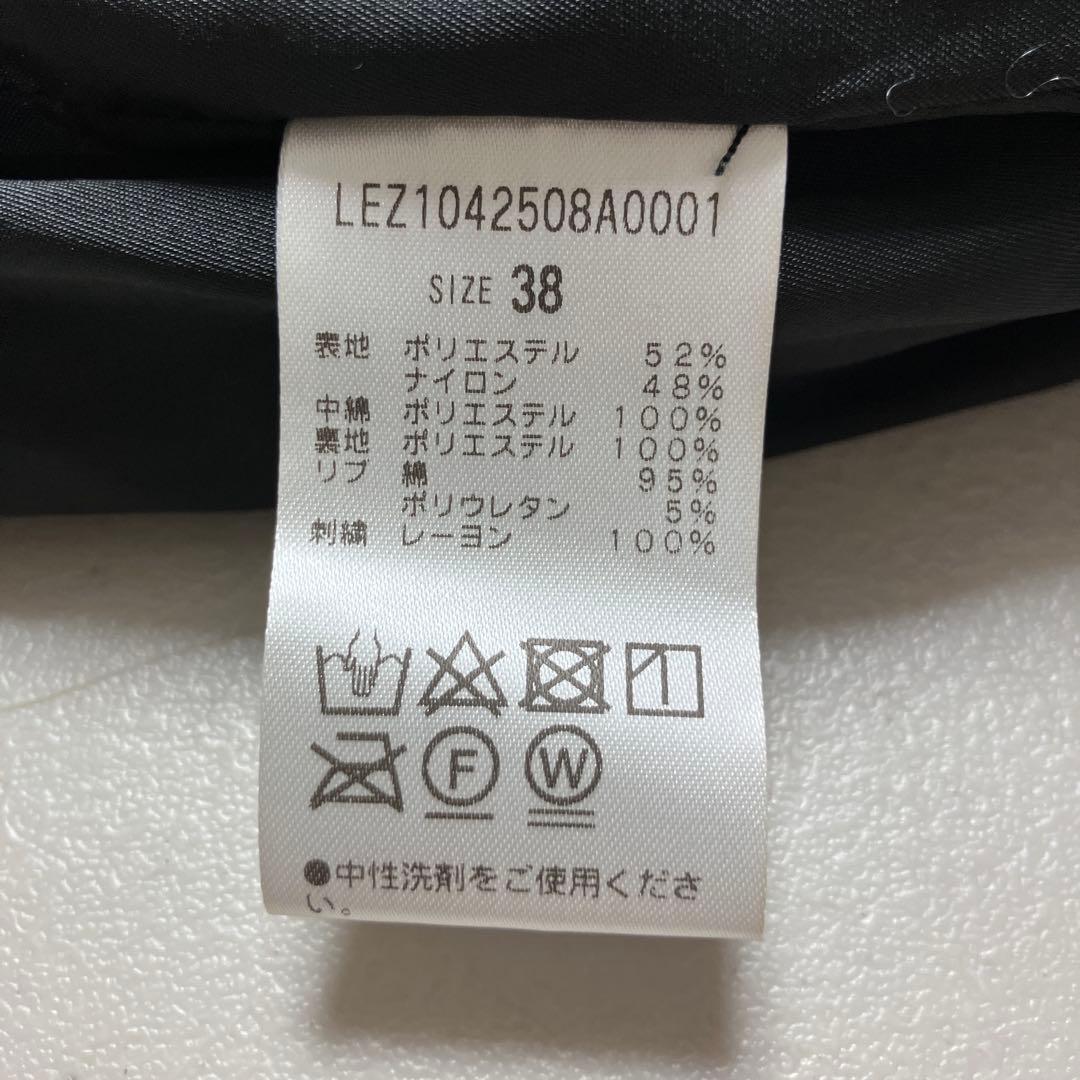 LEZ1042508A0001
SIZE 38
表地 ポリエステル 52%
ナイロン 48%
中綿 ポリエステル 100%
裏地 ポリエステル 100%
リブ 綿 95%
ポリウレタン 5%
刺繍 レーヨン 100%
F W
●中性洗剤をご使用くださ
い。